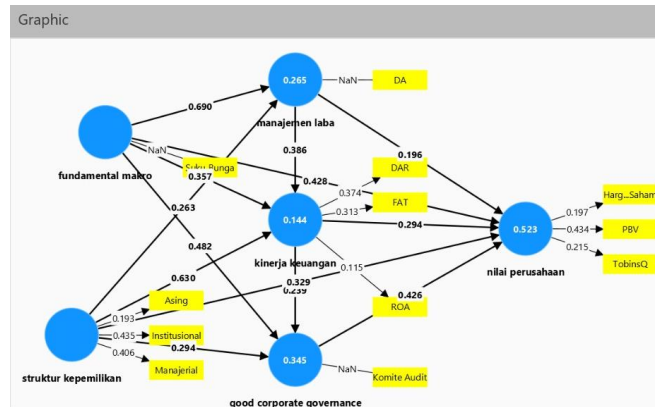 Graphic
0.265
NaN
DA
0.690
manajemen laba
0.386
0.196
NaN
Suku Bunga
fundamental makro
0.357
0.428
0.374
DAR
0.313
FAT
0.263
0.144
0.294
0.523
0.197
Harg...Saham
0.434
PBV
0.215
TobinsQ
nilai perusahaan
0.482
kinerja keuangan
0.115
0.630
0.329
0.239
0.426
ROA
0.193
Asing
0.435
Institusional
0.406
Manajerial
0.294
struktur kepemilikan
0.345
NaN
Komite Audit
good corporate governance